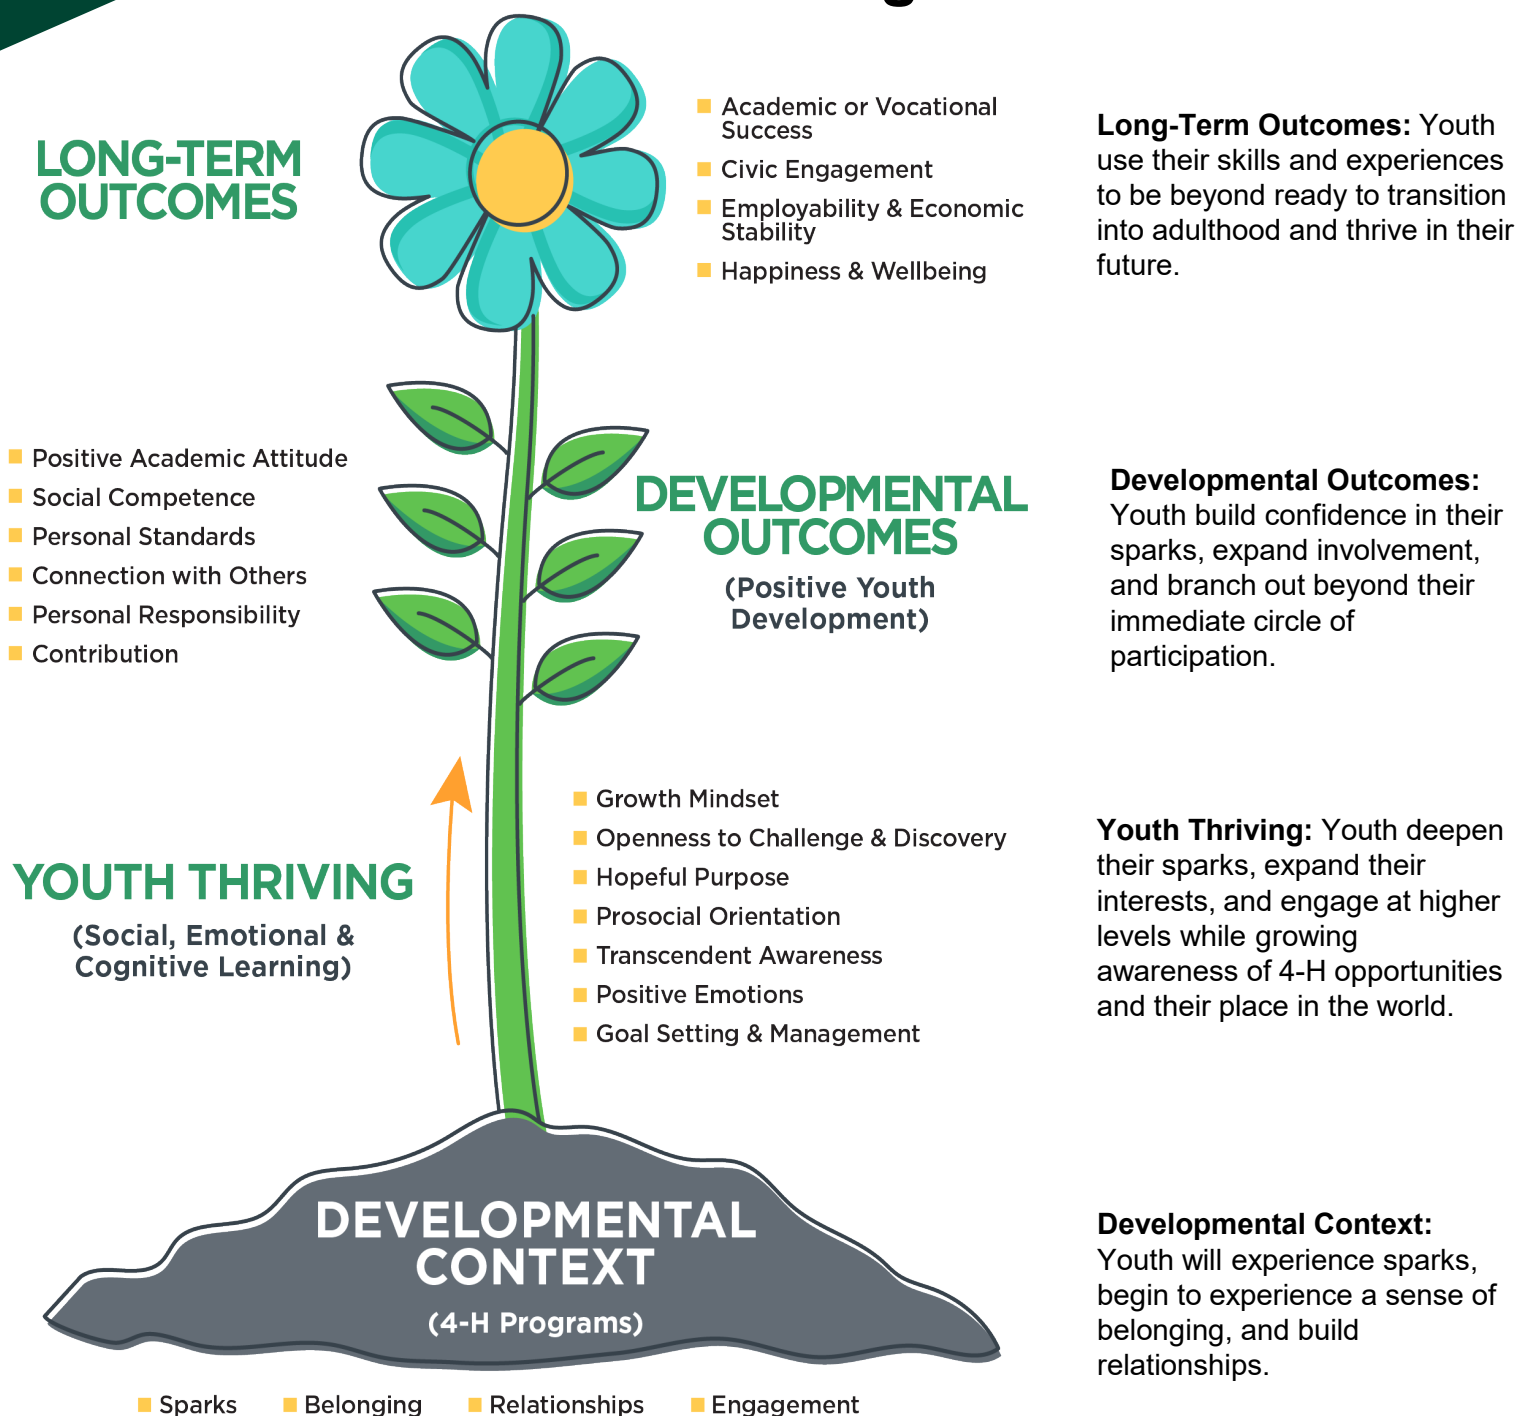 LONG-TERM
OUTCOMES
Academic or Vocational
Success
Civic Engagement
Employability & Economic
Stability
Happiness & Wellbeing
Long-Term Outcomes: Youth
use their skills and experiences
to be beyond ready to transition
into adulthood and thrive in their
future.
Positive Academic Attitude
Social Competence
Personal Standards
Connection with Others
Personal Responsibility
Contribution
DEVELOPMENTAL
OUTCOMES
(Positive Youth
Development)
Developmental Outcomes:
Youth build confidence in their
sparks, expand involvement,
and branch out beyond their
immediate circle of
participation.
YOUTH THRIVING
(Social, Emotional &
Cognitive Learning)
Growth Mindset
Openness to Challenge & Discovery
Hopeful Purpose
Prosocial Orientation
Transcendent Awareness
Positive Emotions
Goal Setting & Management
Youth Thriving: Youth deepen
their sparks, expand their
interests, and engage at higher
levels while growing
awareness of 4-H opportunities
and their place in the world.
DEVELOPMENTAL
CONTEXT
(4-H Programs)
Developmental Context:
Youth will experience sparks,
begin to experience a sense of
belonging, and build
relationships.
Sparks Belonging Relationships Engagement